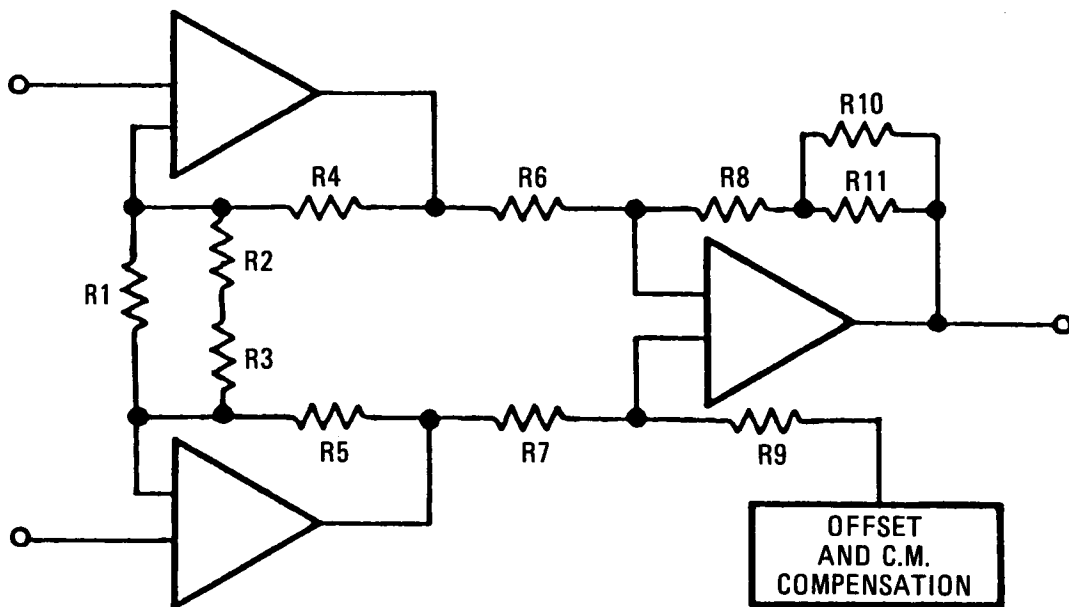 R10
R4
R6
R8
R11
R2
R1
R3
R5
R7
R9
OFFSET
AND C.M.
COMPENSATION